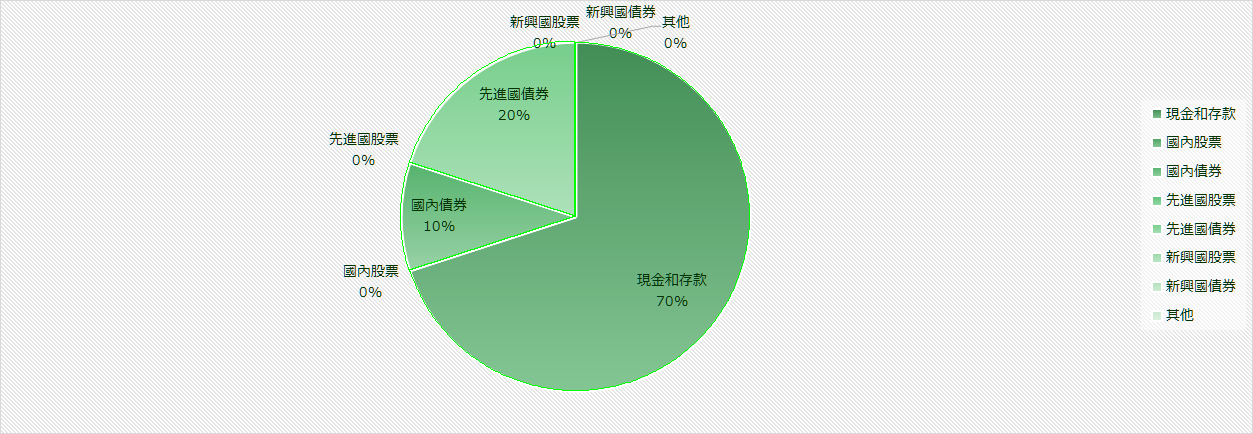 新興國債券
0%
新興國股票
0%
其他
0%
先進國債券
20%
先進國股票
0%
國內債券
10%
國內股票
0%
現金和存款
70%
現金和存款
國內股票
國內債券
先進國股票
先進國債券
新興國股票
新興國債券
其他